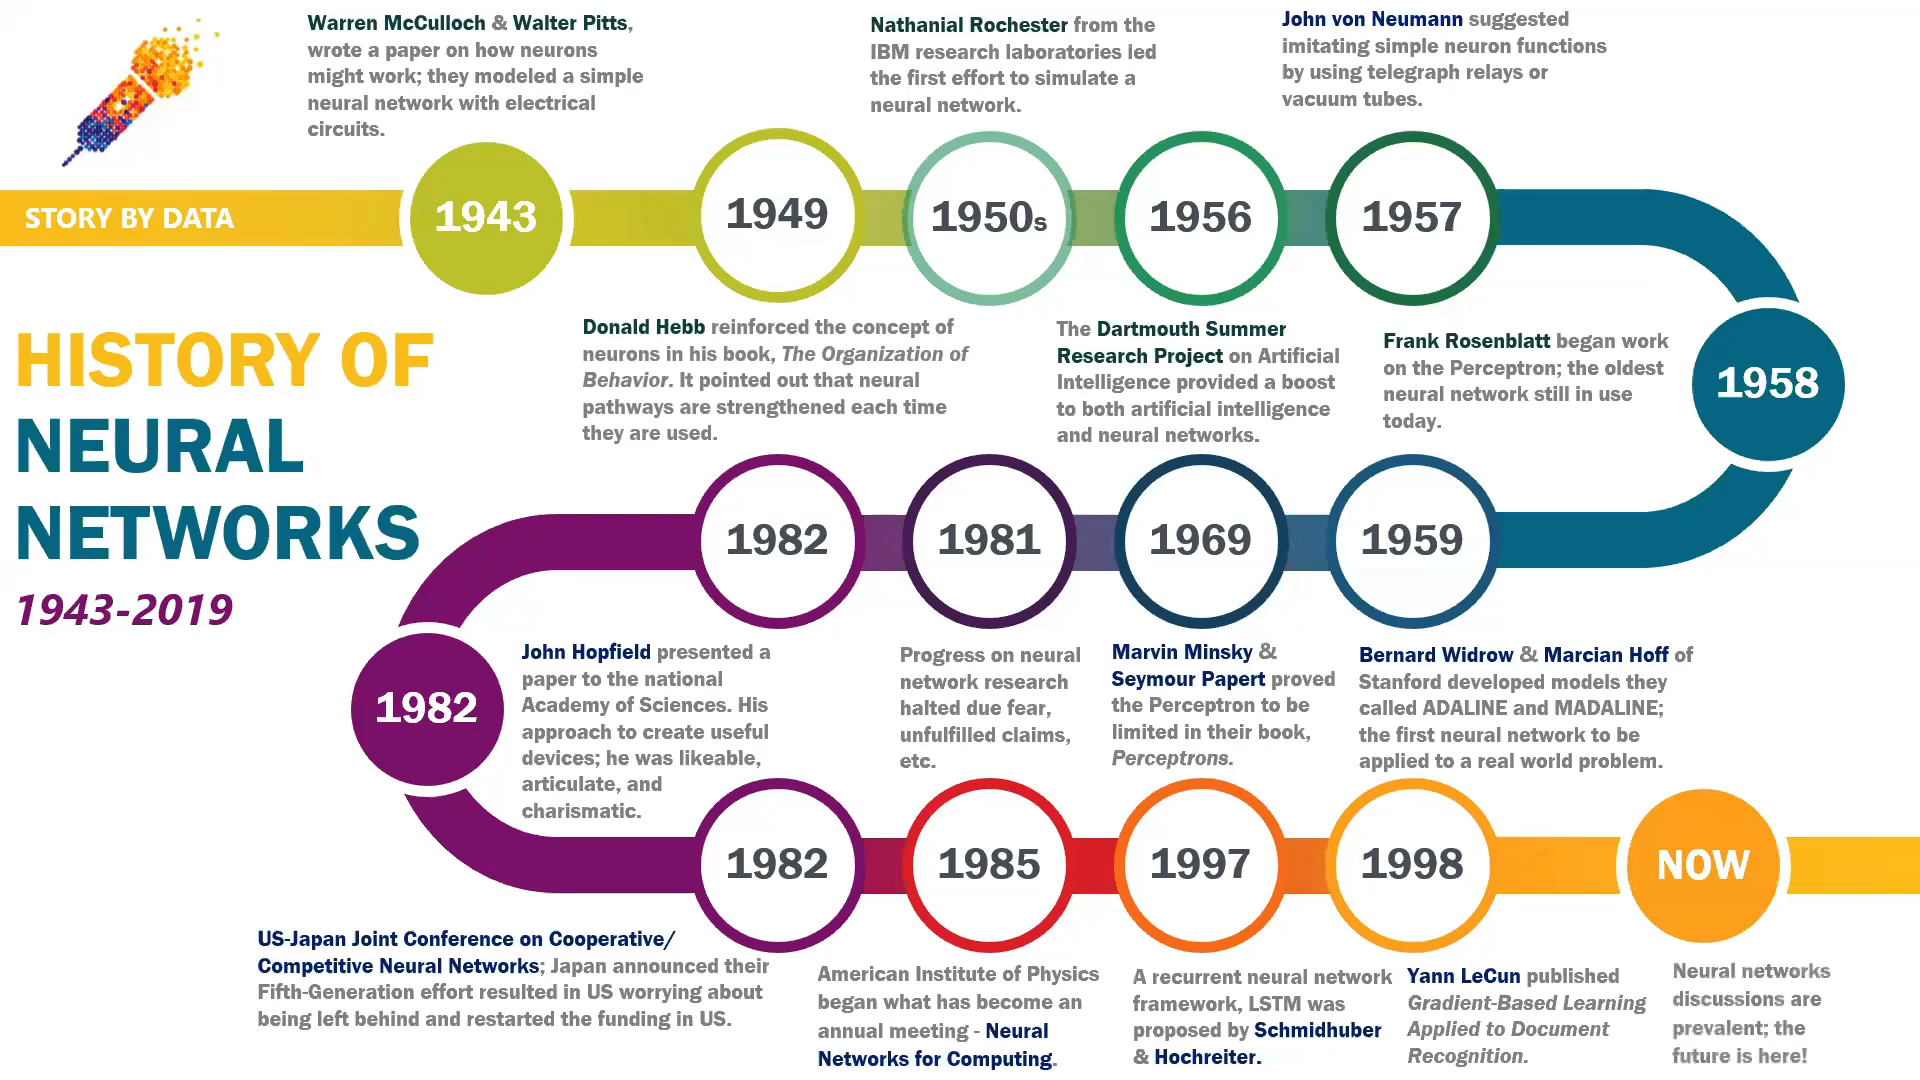 Warren McCulloch & Walter Pitts,
wrote a paper on how neurons
might work; they modeled a simple
neural network with electrical
circuits.
Nathanial Rochester from the
IBM research laboratories led
the first effort to simulate a
neural network.
John von Neumann suggested
imitating simple neuron functions
by using telegraph relays or
vacuum tubes.
STORY BY DATA
1943
1949
1950s
1956
1957
HISTORY OF
NEURAL
NETWORKS
1943-2019
Donald Hebb reinforced the concept of
neurons in his book, The Organization of
Behavior. It pointed out that neural
pathways are strengthened each time
they are used.
The Dartmouth Summer
Research Project on Artificial
Intelligence provided a boost
to both artificial intelligence
and neural networks.
Frank Rosenblatt began work
on the Perceptron; the oldest
neural network still in use
today.
1958
1982
1981
1969
1959
1982
John Hopfield presented a
paper to the national
Academy of Sciences. His
approach to create useful
devices; he was likeable,
articulate, and
charismatic.
Progress on neural
network research
halted due fear,
unfulfilled claims,
etc.
Marvin Minsky &
Seymour Papert proved
the Perceptron to be
limited in their book,
Perceptrons.
Bernard Widrow & Marcian Hoff of
Stanford developed models they
called ADALINE and MADALINE;
the first neural network to be
applied to a real world problem.
1982
1985
1997
1998
NOW
US-Japan Joint Conference on Cooperative/
Competitive Neural Networks; Japan announced their
Fifth-Generation effort resulted in US worrying about
being left behind and restarted the funding in US.
American Institute of Physics
began what has become an
annual meeting - Neural
Networks for Computing.
A recurrent neural network
framework, LSTM was
proposed by Schmidhuber
& Hochreiter.
Yann LeCun published
Gradient-Based Learning
Applied to Document
Recognition.
Neural networks
discussions are
prevalent; the
future is here!